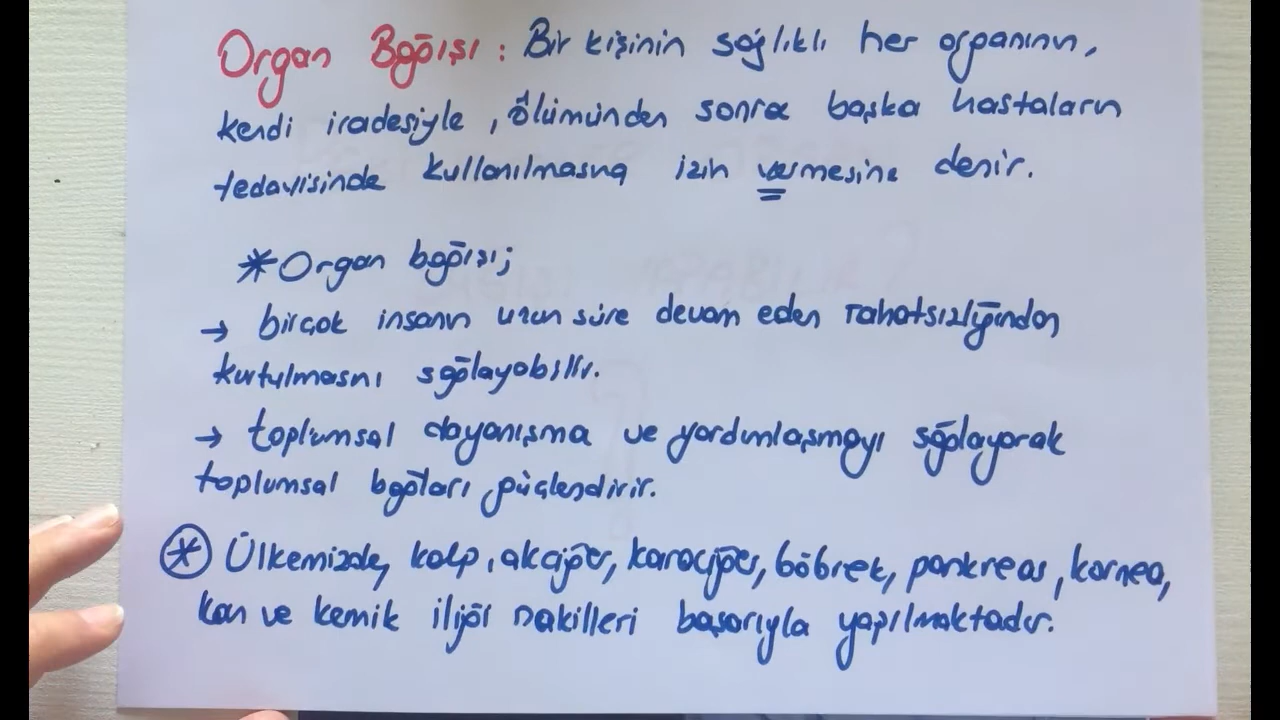 Organ Bağışı : Bir kişinin sağlıklı her organının,
kendi iradesiyle, ölümünden sonra başka hastaların
tedavisinde kullanılmasına izin vermesine denir.
* Organ bağışı;
→ birçok insanın uzun süre devam eden rahatsızlığından
kurtulmasını sağlayabilir.
→ toplumsal dayanışma ve yardımlaşmayı sağlayarak
toplumsal bağları güçlendirir.
* Ülkemizde, kalp, akciğer, karaciğer, böbrek, pankreas, kornea,
kan ve kemik iliği nakilleri başarıyla yapılmaktadır.